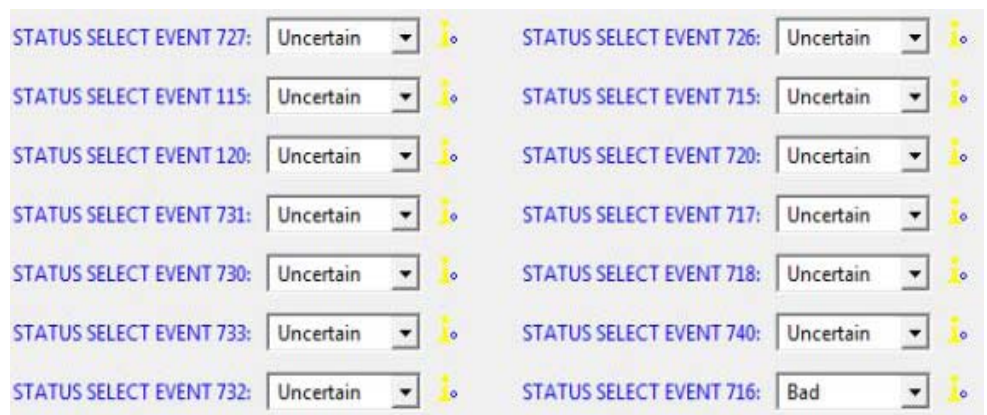 STATUS SELECT EVENT 727: Uncertain STATUS SELECT EVENT 726: Uncertain
STATUS SELECT EVENT 115: Uncertain STATUS SELECT EVENT 715: Uncertain
STATUS SELECT EVENT 120: Uncertain STATUS SELECT EVENT 720: Uncertain
STATUS SELECT EVENT 731: Uncertain STATUS SELECT EVENT 717: Uncertain
STATUS SELECT EVENT 730: Uncertain STATUS SELECT EVENT 718: Uncertain
STATUS SELECT EVENT 733: Uncertain STATUS SELECT EVENT 740: Uncertain
STATUS SELECT EVENT 732: Uncertain STATUS SELECT EVENT 716: Bad